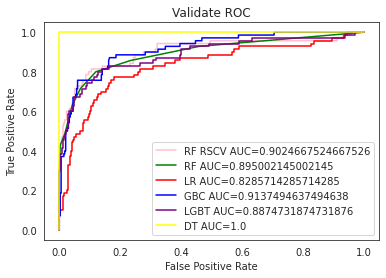 Validate ROC
True Positive Rate
1.0
0.8
0.6
0.4
0.2
0.0
RF RSCV AUC=0.9024667524667526
RF AUC=0.895002145002145
LR AUC=0.8285714285714285
GBC AUC=0.9137494637494638
LGBT AUC=0.8874731874731876
DT AUC=1.0
0.0 0.2 0.4 0.6 0.8 1.0
False Positive Rate